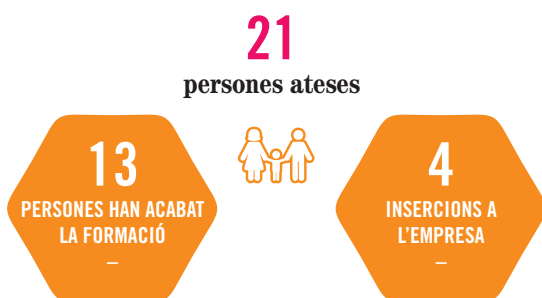 21
persones ateses
13
PERSONES HAN ACABAT
LA FORMACIÓ
–
4
INSERCIONS A
L'EMPRESA
–